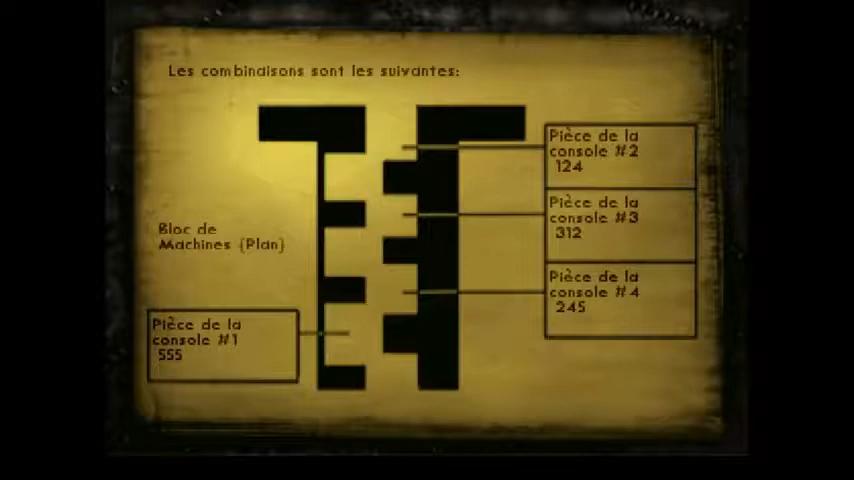 Les combinaisons sont les suivantes:
Pièce de la
console #2
124
Pièce de la
console #3
312
Bloc de
Machines (Plan)
Pièce de la
console #4
245
Pièce de la
console #1
555